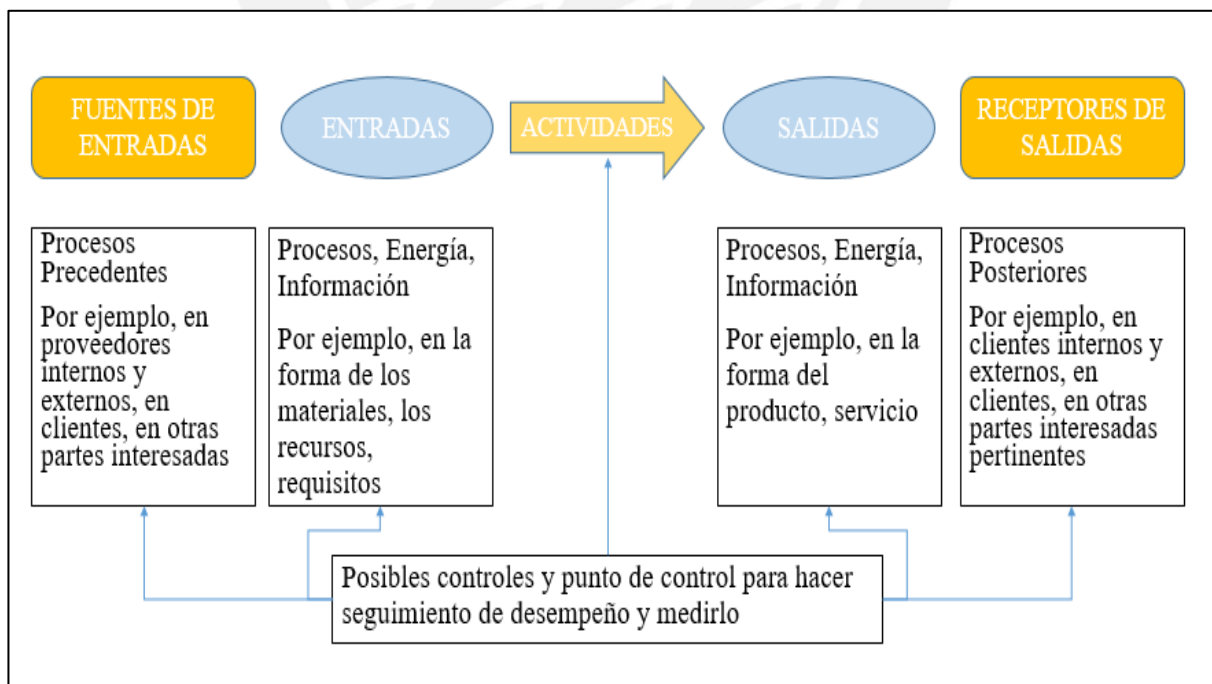 FUENTES DE
ENTRADAS
ENTRADAS
ACTIVIDADES
SALIDAS
RECEPTORES DE
SALIDAS
Procesos
Precedentes
Por ejemplo, en
proveedores
internos y
externos, en
clientes, en otras
partes interesadas
Procesos, Energía,
Información
Por ejemplo, en la
forma de los
materiales, los
recursos,
requisitos
Procesos, Energía,
Información
Por ejemplo, en la
forma del
producto, servicio
Procesos
Posteriores
Por ejemplo, en
clientes internos y
externos, en
clientes, en otras
partes interesadas
pertinentes
Posibles controles y punto de control para hacer
seguimiento de desempeño y medirlo